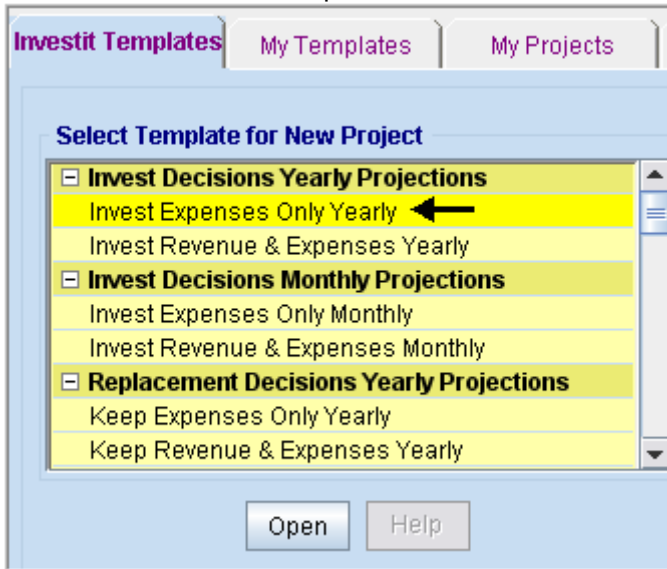 Investit Templates My Templates My Projects
Select Template for New Project
Invest Decisions Yearly Projections
Invest Expenses Only Yearly
Invest Revenue & Expenses Yearly
Invest Decisions Monthly Projections
Invest Expenses Only Monthly
Invest Revenue & Expenses Monthly
Replacement Decisions Yearly Projections
Keep Expenses Only Yearly
Keep Revenue & Expenses Yearly
Open Help